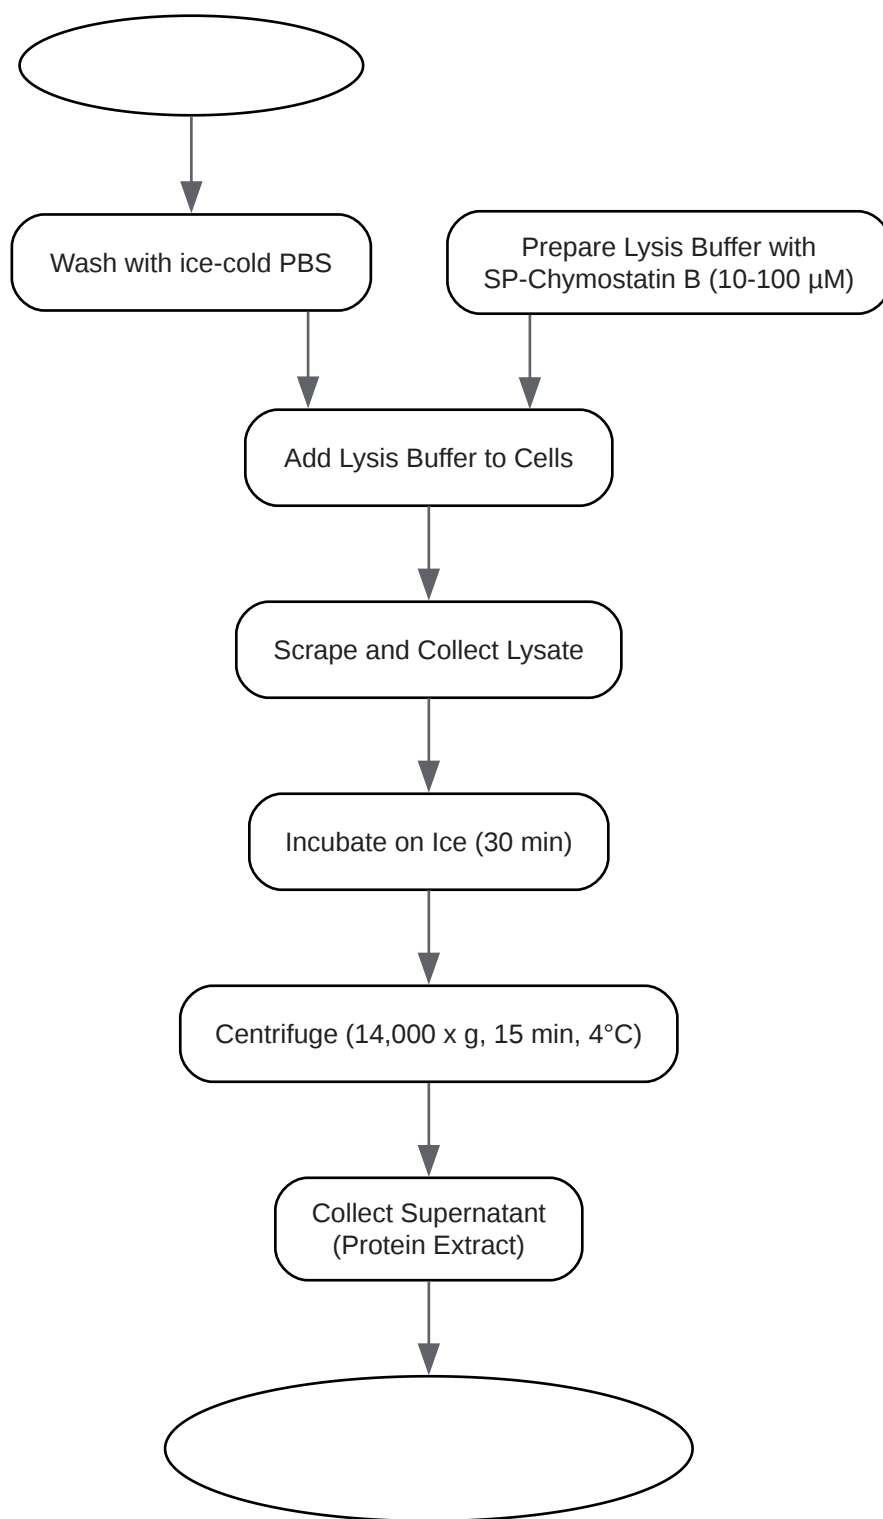 Wash with ice-cold PBS
Prepare Lysis Buffer with
SP-Chymostatin B (10-100 µM)
Add Lysis Buffer to Cells
Scrape and Collect Lysate
Incubate on Ice (30 min)
Centrifuge (14,000 x g, 15 min, 4°C)
Collect Supernatant
(Protein Extract)